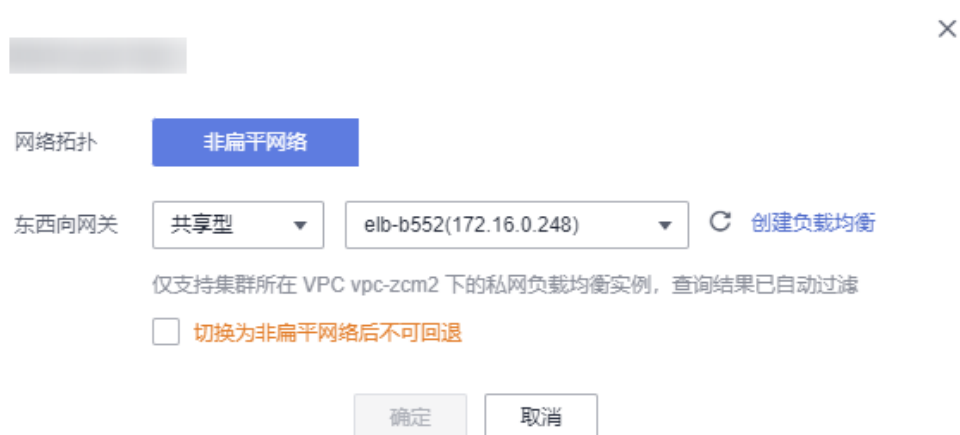 网络拓扑 非扁平网络
东西向网关 共享型 elb-b552(172.16.0.248) 创建负载均衡
仅支持集群所在 VPC vpc-zcm2 下的私网负载均衡实例，查询结果已自动过滤
切换为非扁平网络后不可回退
确定 取消